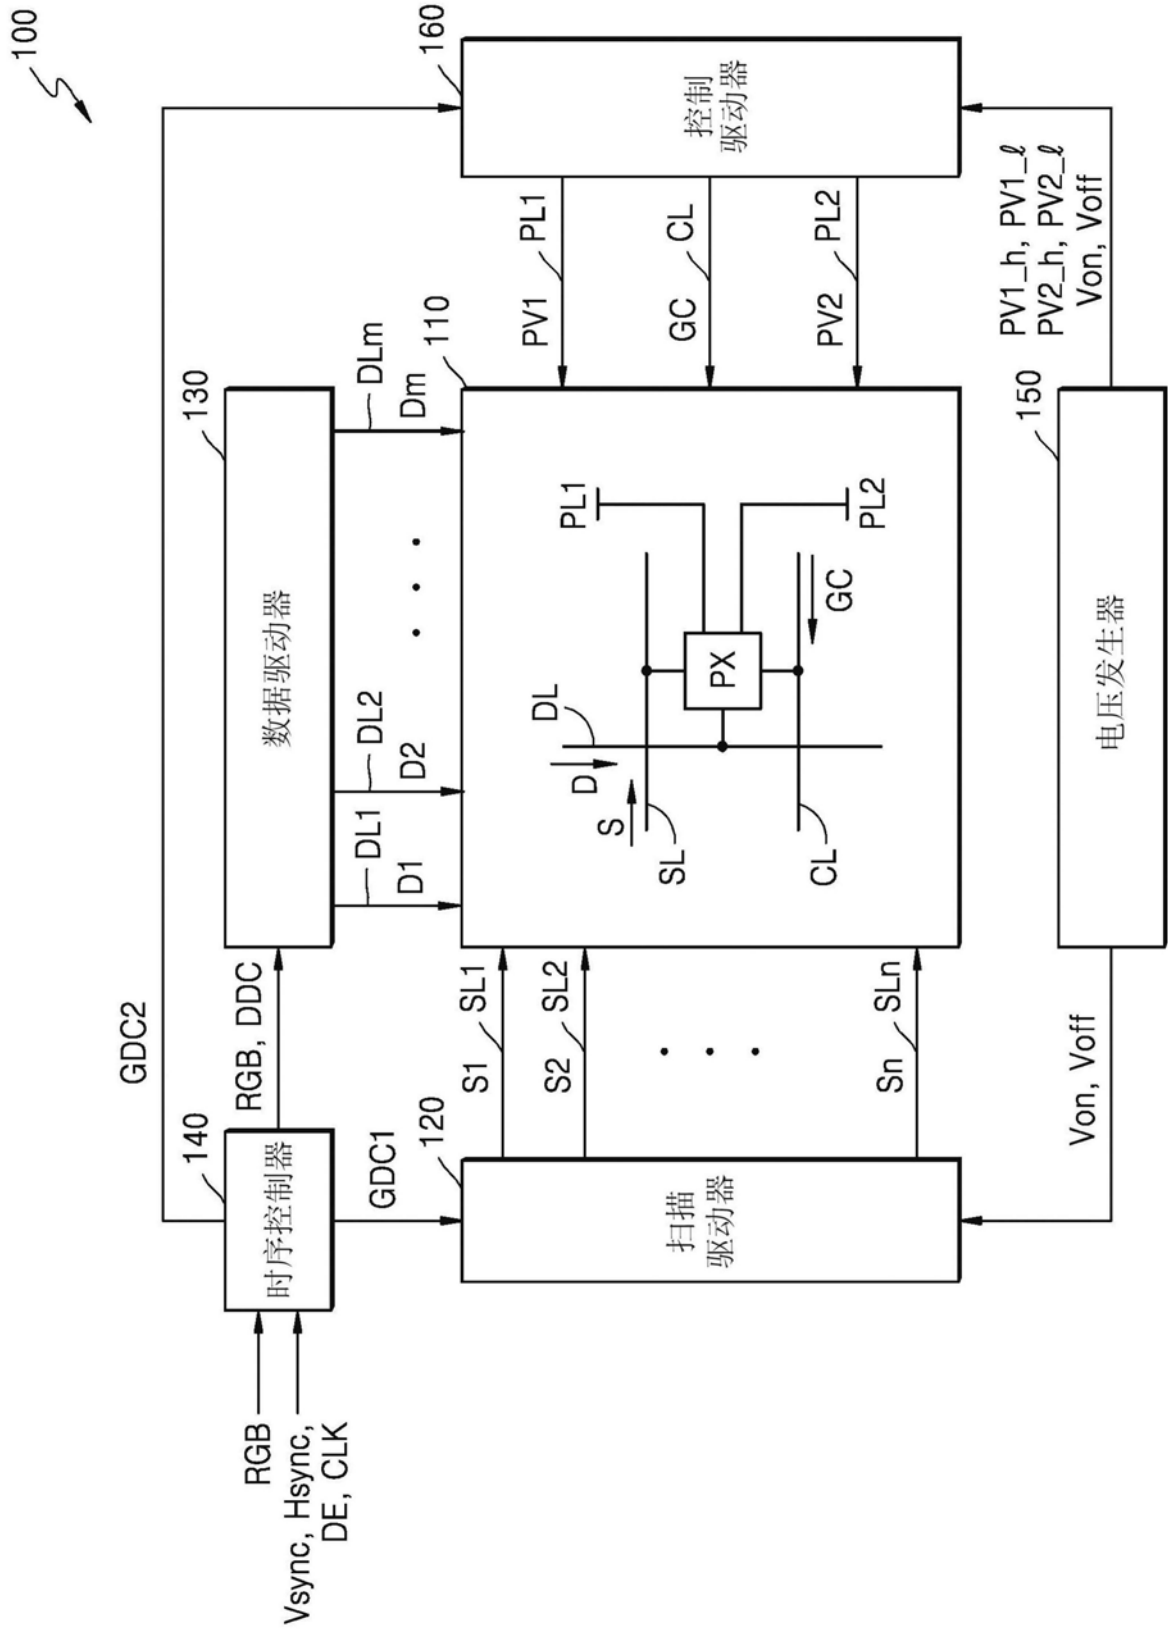 100
GDC2
140
时序控制器
RGB
Vsync, Hsync,
DE, CLK
RGB, DDC
GDC1
130
数据驱动器
DL1
D1
DL2
D2
DLm
Dm
120
扫描
驱动器
S1
SL1
S2
SL2
Sn
SLn
110
DL
D
S
SL
CL
PX
PL1
PL2
GC
160
控制
驱动器
PV1
PL1
GC
CL
PV2
PL2
150
电压发生器
Von, Voff
PV1_h, PV1_ℓ
PV2_h, PV2_ℓ
Von, Voff